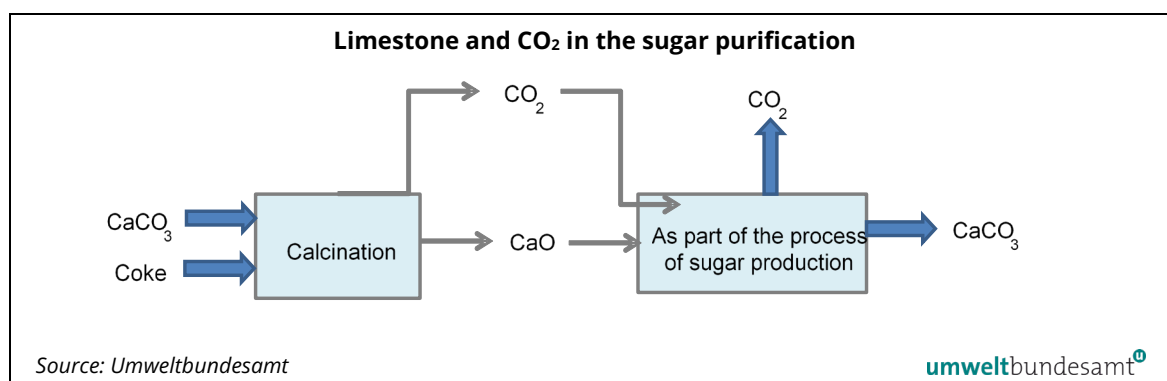 Limestone and CO₂ in the sugar purification
CO₂
CO₂
CaCO₃
Coke
Calcination
CaO
As part of the process
of sugar production
CaCO₃
Source: Umweltbundesamt
umweltbundesamt
u